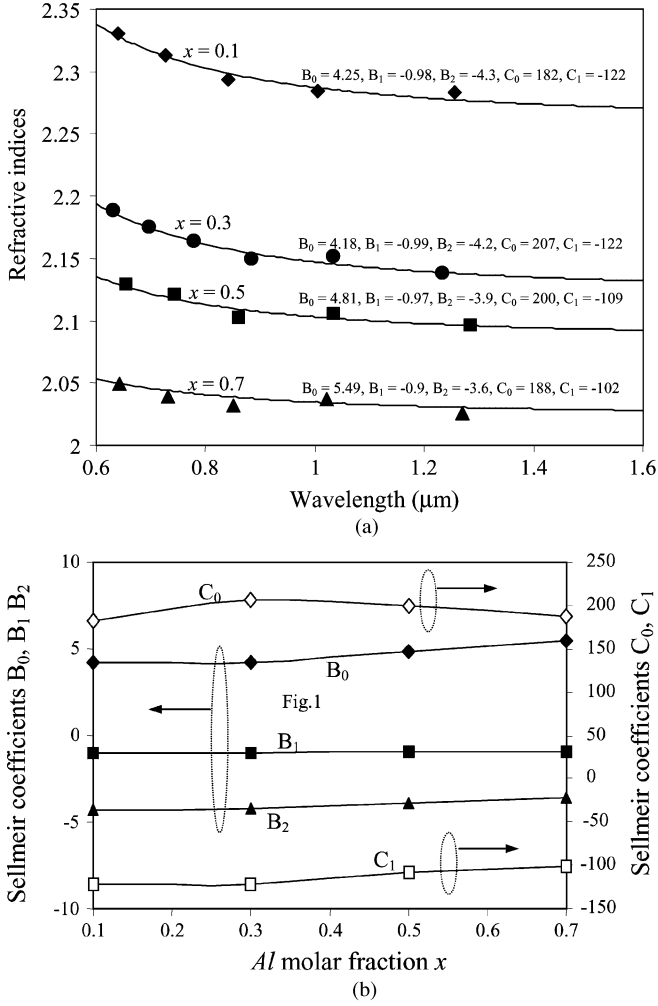 2.35
2.3
2.25
2.2
2.15
2.1
2.05
2
Refractive indices
x = 0.1
B0 = 4.25, B1 = -0.98, B2 = -4.3, C0 = 182, C1 = -122
x = 0.3
B0 = 4.18, B1 = -0.99, B2 = -4.2, C0 = 207, C1 = -122
x = 0.5
B0 = 4.81, B1 = -0.97, B2 = -3.9, C0 = 200, C1 = -109
x = 0.7
B0 = 5.49, B1 = -0.9, B2 = -3.6, C0 = 188, C1 = -102
0.6 0.8 1 1.2 1.4 1.6
Wavelength (μm)
(a)
10
5
0
-5
-10
Sellmeir coefficients B0, B1 B2
C0
B0
Fig.1
B1
B2
C1
250
200
150
100
50
0
-50
-100
-150
Sellmeir coefficients C0, C1
0.1 0.2 0.3 0.4 0.5 0.6 0.7
Al molar fraction x
(b)